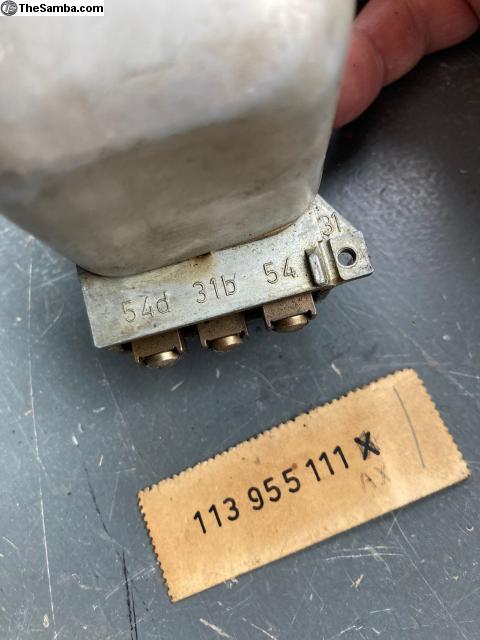 TheSamba.com
54d 31b 54 31
113 955 111 X
AX